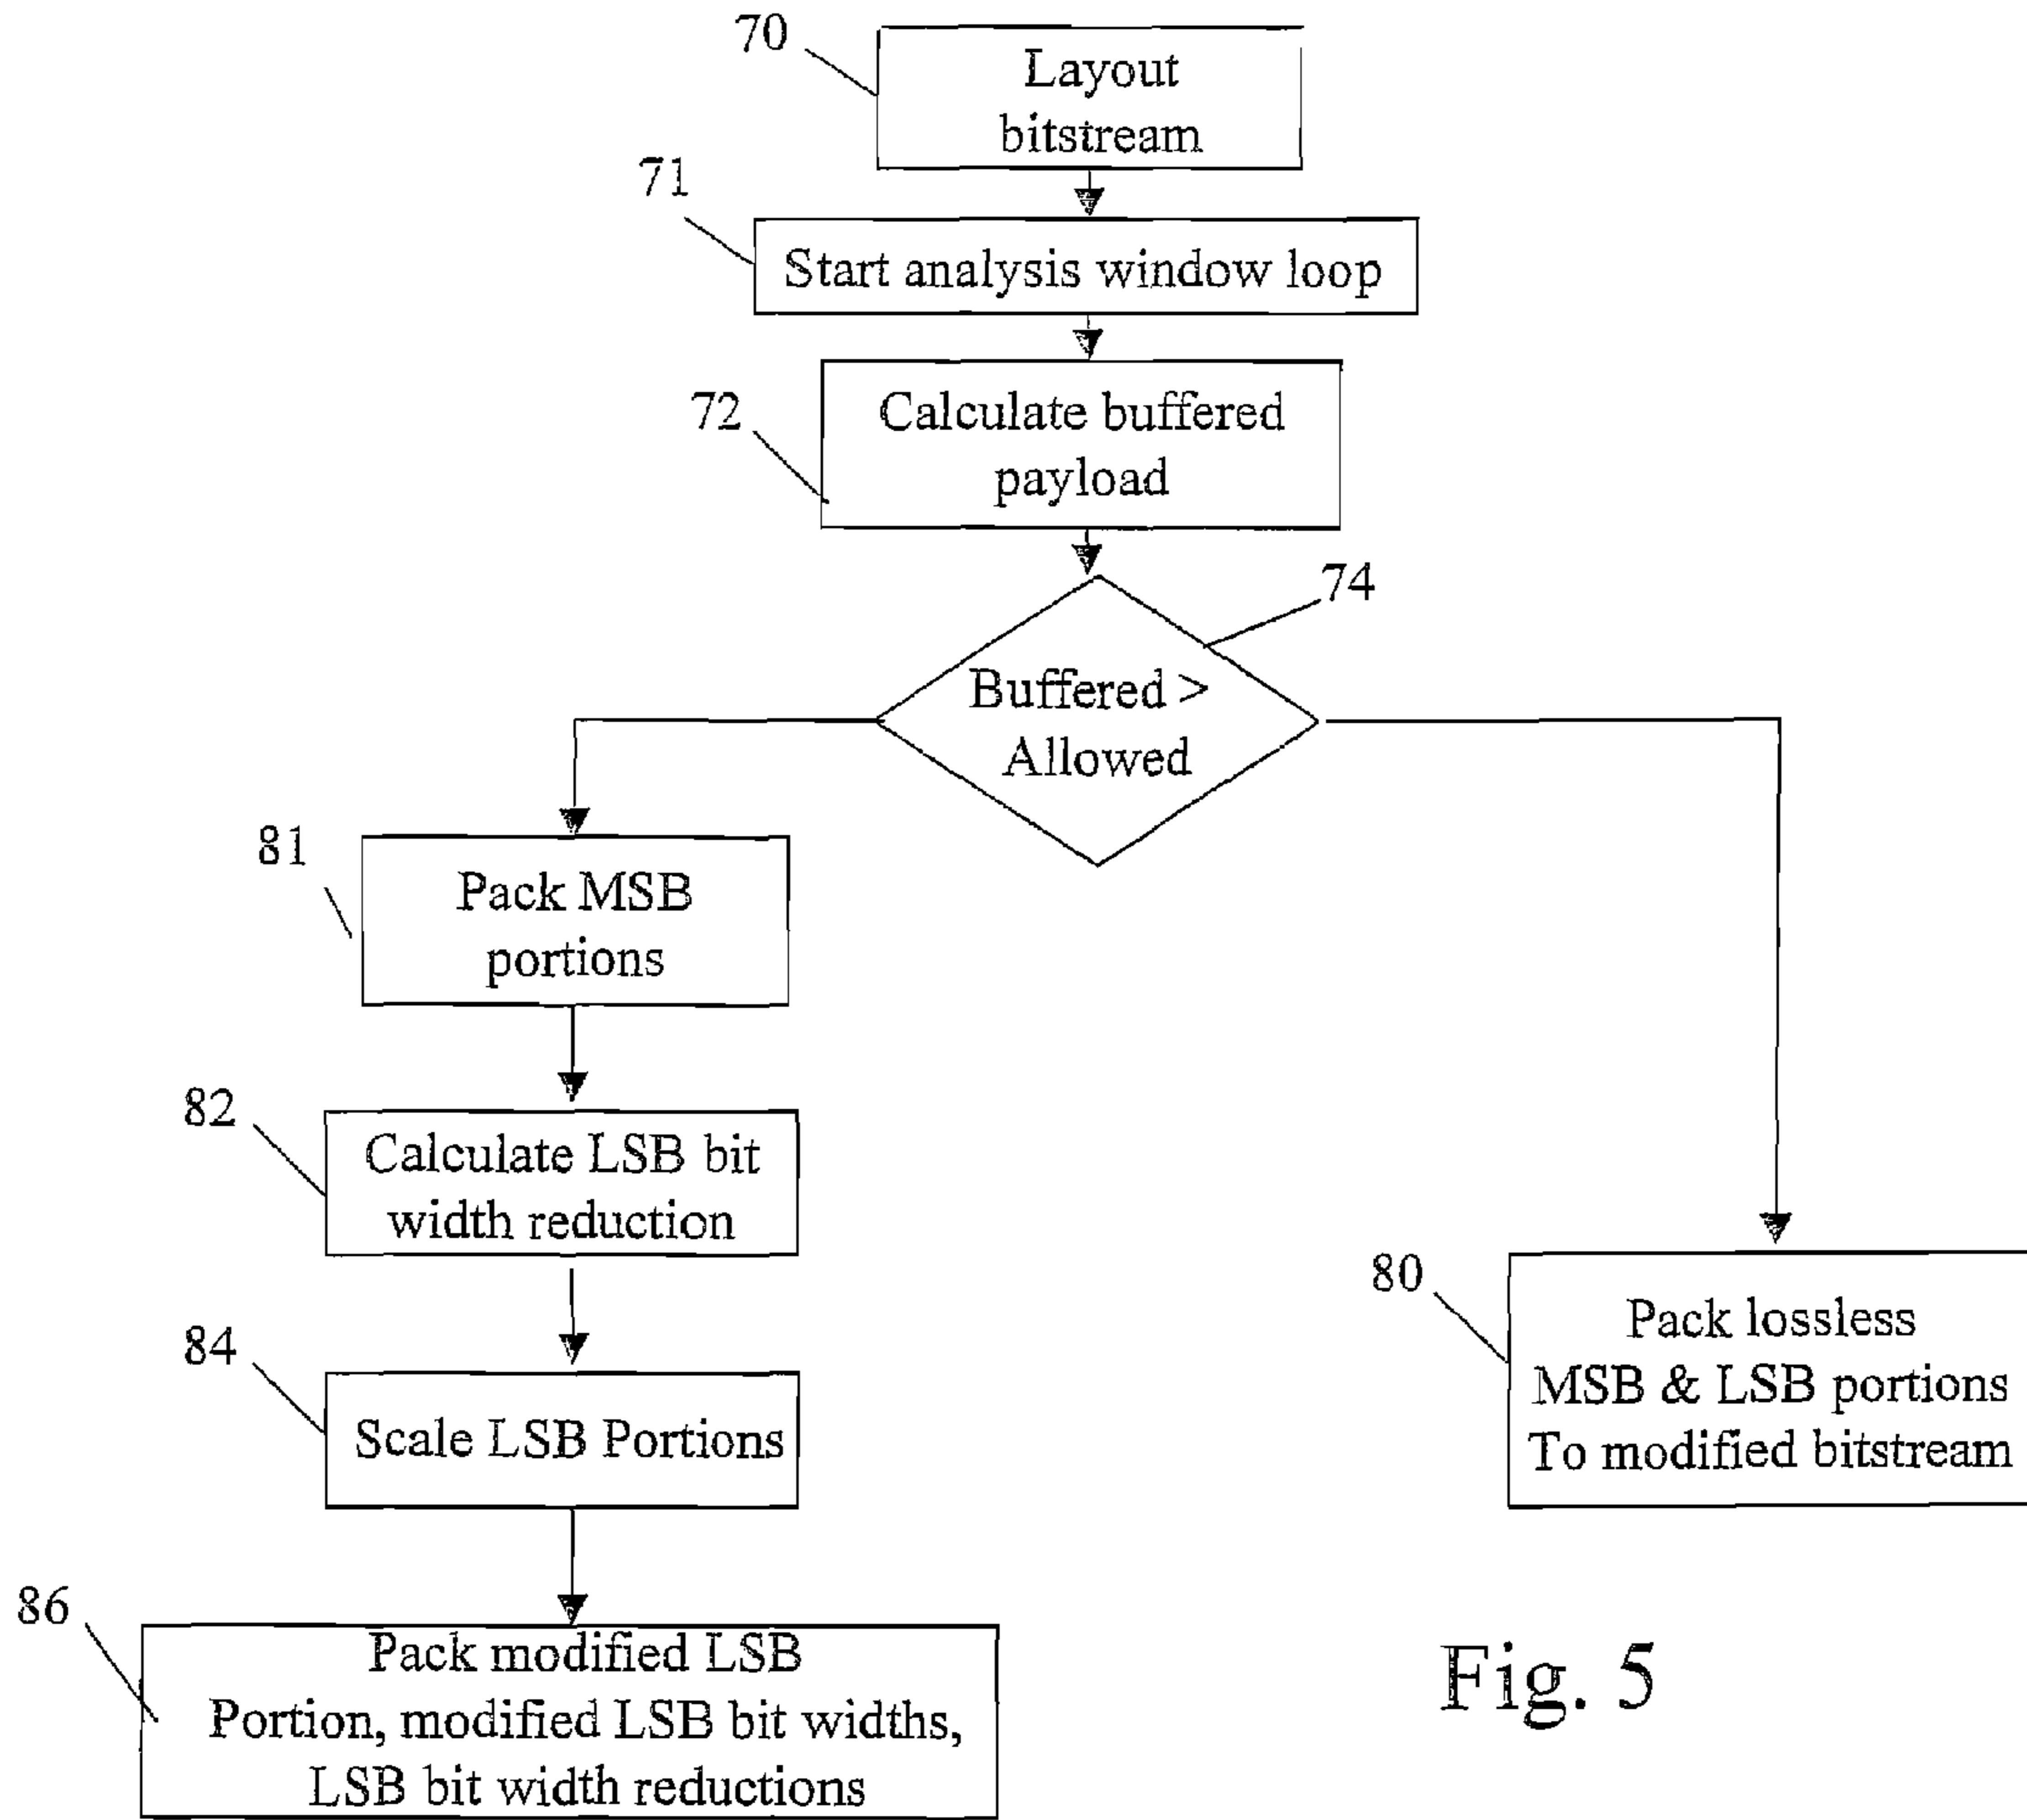 70
Layout
bitstream
71
Start analysis window loop
72
Calculate buffered
payload
74
Buffered >
Allowed
81
Pack MSB
portions
82
Calculate LSB bit
width reduction
84
Scale LSB Portions
80
Pack lossless
MSB & LSB portions
To modified bitstream
86
Pack modified LSB
Portion, modified LSB bit widths,
LSB bit width reductions
Fig. 5